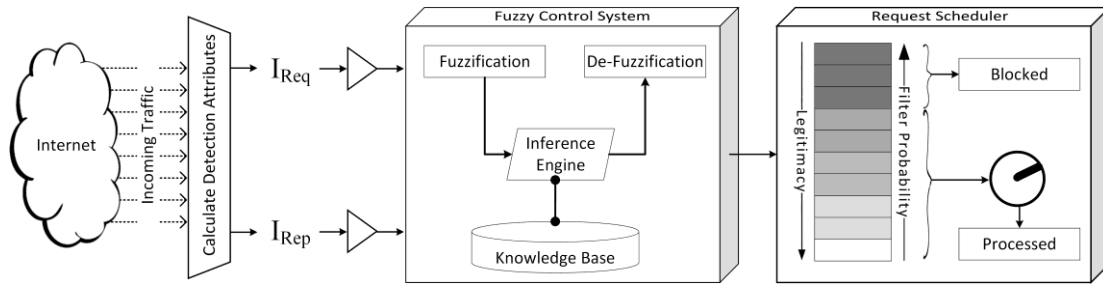 Internet
Incoming Traffic
Calculate Detection Attributes
I_Req
I_Rep
Fuzzy Control System
Fuzzification
De-Fuzzification
Inference
Engine
Knowledge Base
Request Scheduler
Legitimacy
Filter Probability
Blocked
Processed